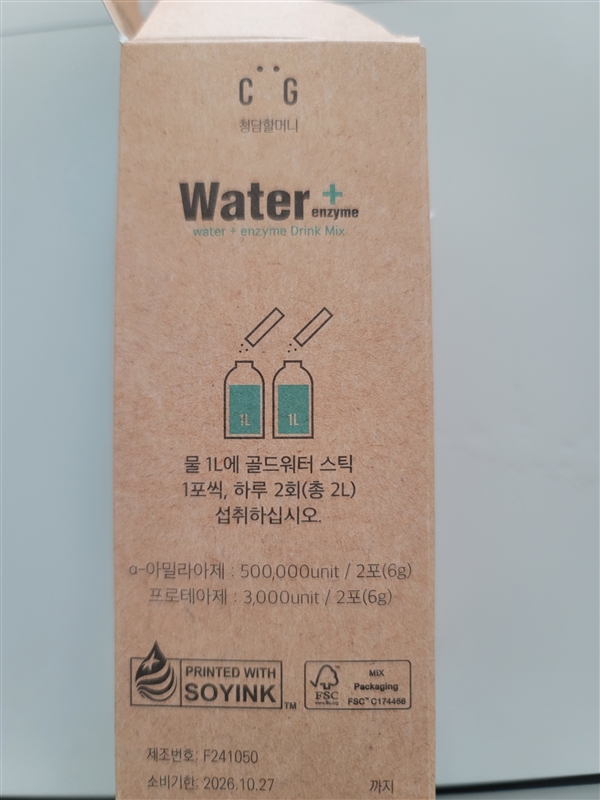 C G
청담할머니
Water + enzyme
water + enzyme Drink Mix
1L 1L
물 1L에 골드워터 스틱
1포씩, 하루 2회(총 2L)
섭취하십시오.
α-아밀라아제 : 500,000unit / 2포(6g)
프로테아제 : 3,000unit / 2포(6g)
PRINTED WITH
SOYINK TM
FSC
MIX
Packaging
FSC™ C174466
제조번호: F241050
소비기한: 2026.10.27 까지